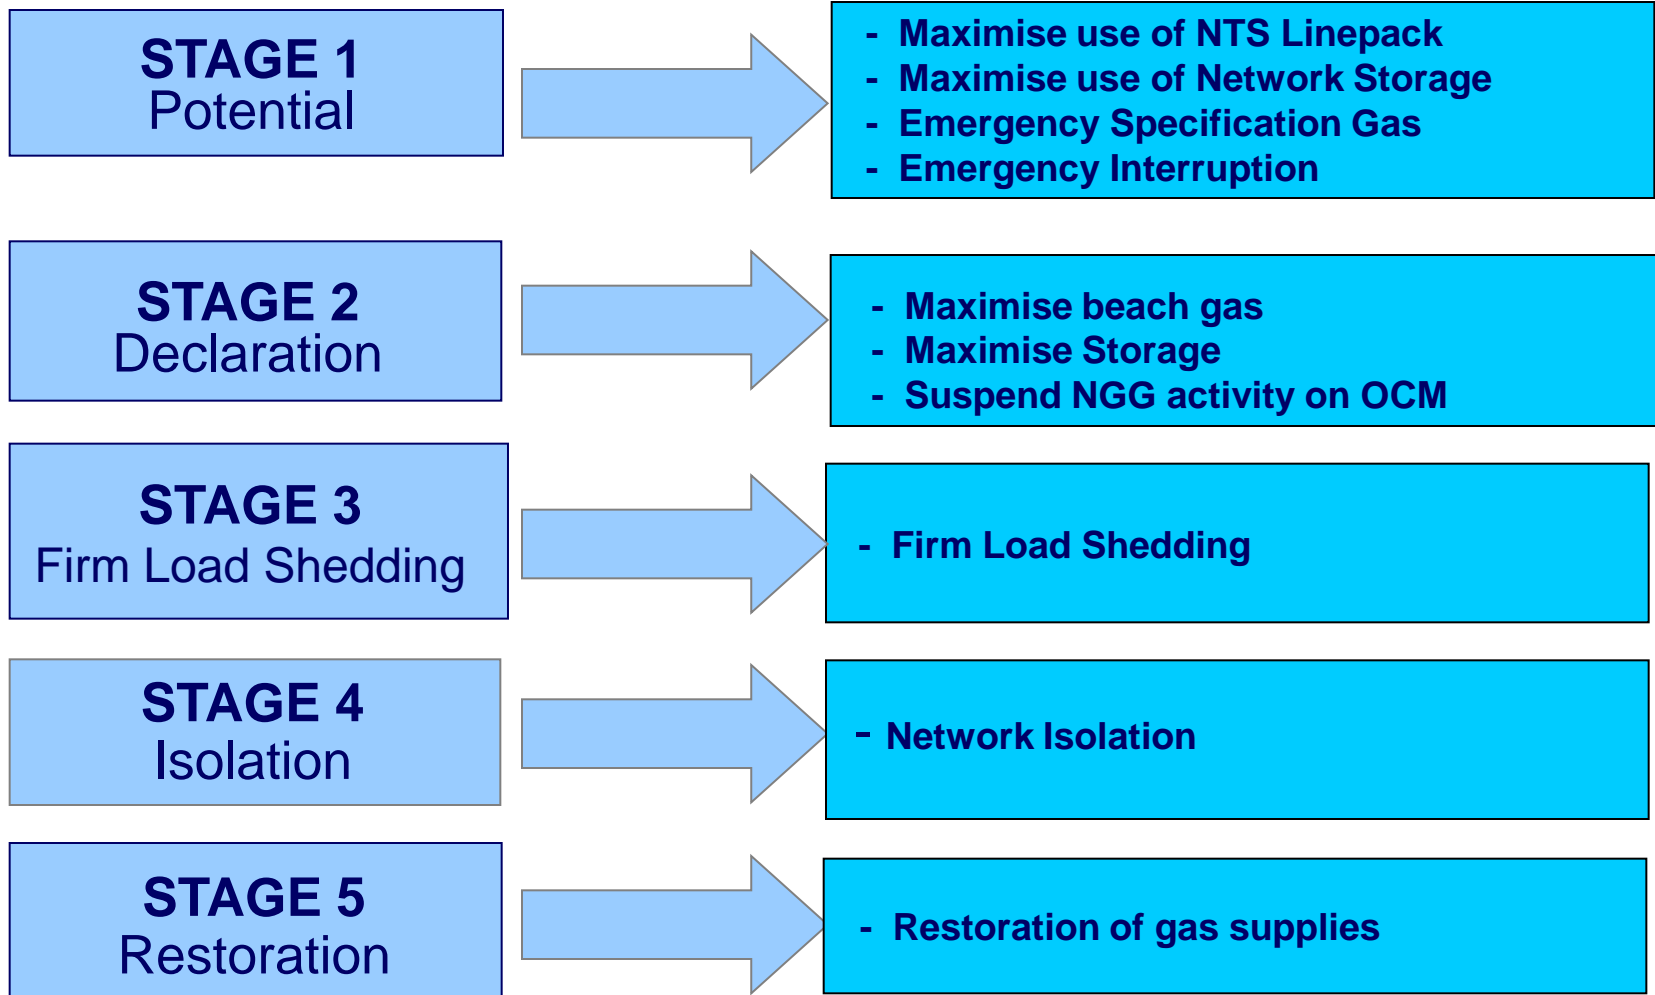 STAGE 1
Potential
- Maximise use of NTS Linepack
- Maximise use of Network Storage
- Emergency Specification Gas
- Emergency Interruption
STAGE 2
Declaration
- Maximise beach gas
- Maximise Storage
- Suspend NGG activity on OCM
STAGE 3
Firm Load Shedding
- Firm Load Shedding
STAGE 4
Isolation
- Network Isolation
STAGE 5
Restoration
- Restoration of gas supplies